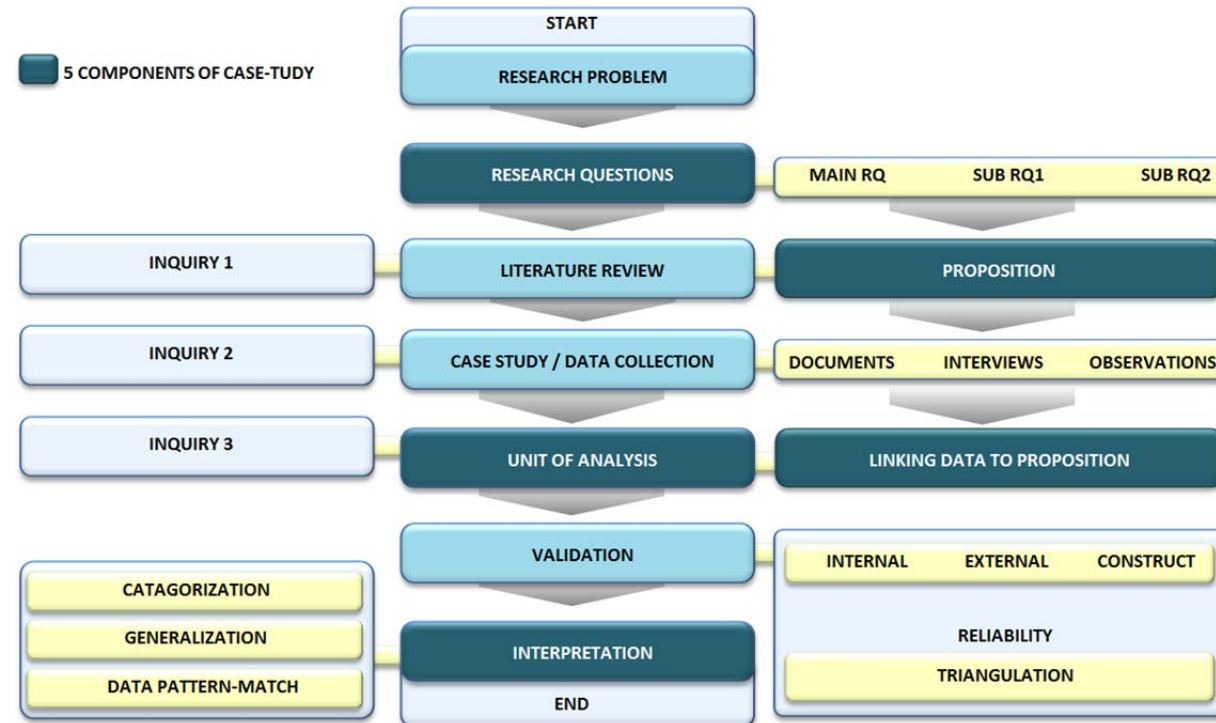 START
5 COMPONENTS OF CASE-TUDY
RESEARCH PROBLEM
RESEARCH QUESTIONS
MAIN RQ SUB RQ1 SUB RQ2
INQUIRY 1
LITERATURE REVIEW
PROPOSITION
INQUIRY 2
CASE STUDY / DATA COLLECTION
DOCUMENTS INTERVIEWS OBSERVATIONS
INQUIRY 3
UNIT OF ANALYSIS
LINKING DATA TO PROPOSITION
VALIDATION
INTERNAL EXTERNAL CONSTRUCT
RELIABILITY
TRIANGULATION
CATAGORIZATION
GENERALIZATION
DATA PATTERN-MATCH
INTERPRETATION
END